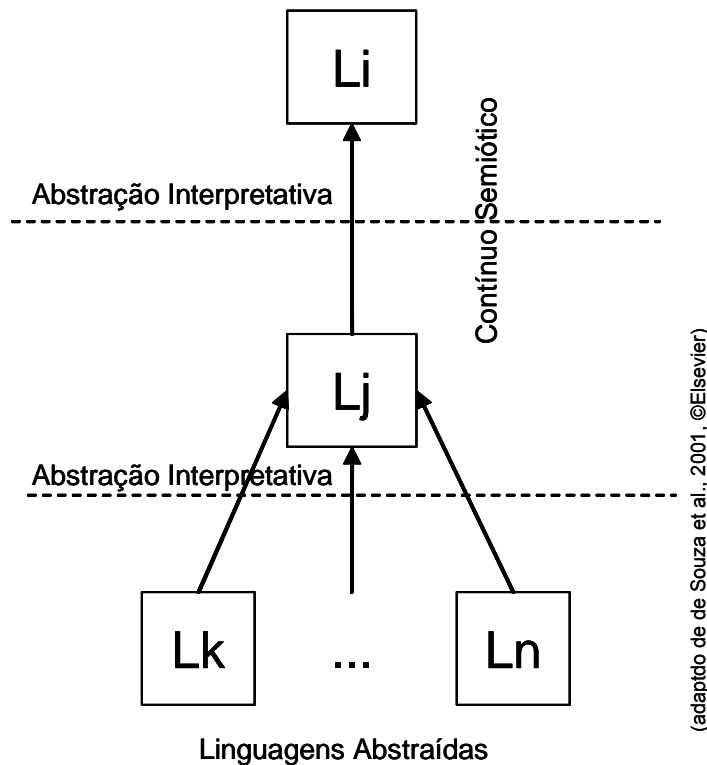 Li
Abstração Interpretativa
Contínuo Semiótico
Lj
Abstração Interpretativa
Lk
...
Ln
Linguagens Abstraídas
(adaptdo de de Souza et al., 2001, ©Elsevier)